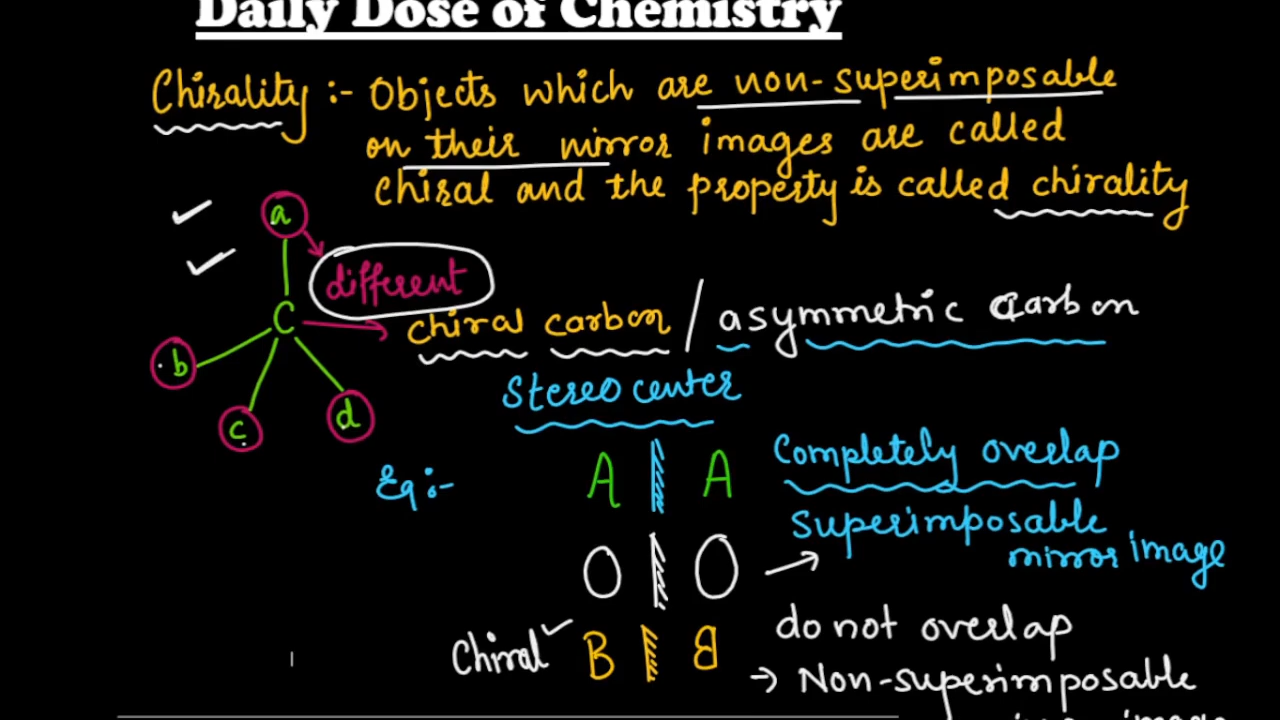 Daily Dose of Chemistry
Chirality :- Objects which are non-superimposable
on their mirror images are called
chiral and the property is called chirality
a
different
C
chiral carbon / asymmetric Carbon
b
c
d
Stereo center
Eg :-
A A
Completely overlap
Superimposable
mirror image
O O
do not overlap
Chiral B B
→ Non-superimposable